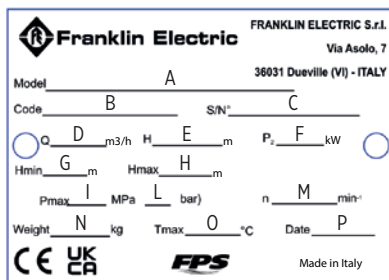 Franklin Electric
FRANKLIN ELECTRIC S.r.l.
Via Asolo, 7
36031 Dueville (VI) - ITALY
Model A
Code B S/N° C
Q D m3/h H E m P₂ F kW
Hmin G m Hmax H m
Pmax I MPa L bar) n M min⁻¹
Weight N kg Tmax O °C Date P
CE UK CA FPS Made in Italy